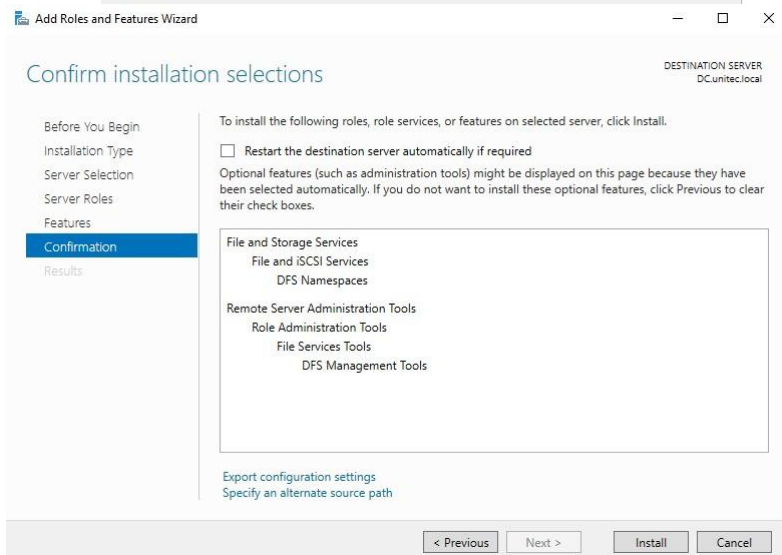 Add Roles and Features Wizard
Confirm installation selections
DESTINATION SERVER
DC.unitec.local
Before You Begin
Installation Type
Server Selection
Server Roles
Features
Confirmation
Results
To install the following roles, role services, or features on selected server, click Install.
Restart the destination server automatically if required
Optional features (such as administration tools) might be displayed on this page because they have
been selected automatically. If you do not want to install these optional features, click Previous to clear
their check boxes.
File and Storage Services
File and iSCSI Services
DFS Namespaces
Remote Server Administration Tools
Role Administration Tools
File Services Tools
DFS Management Tools
Export configuration settings
Specify an alternate source path
< Previous
Next >
Install
Cancel